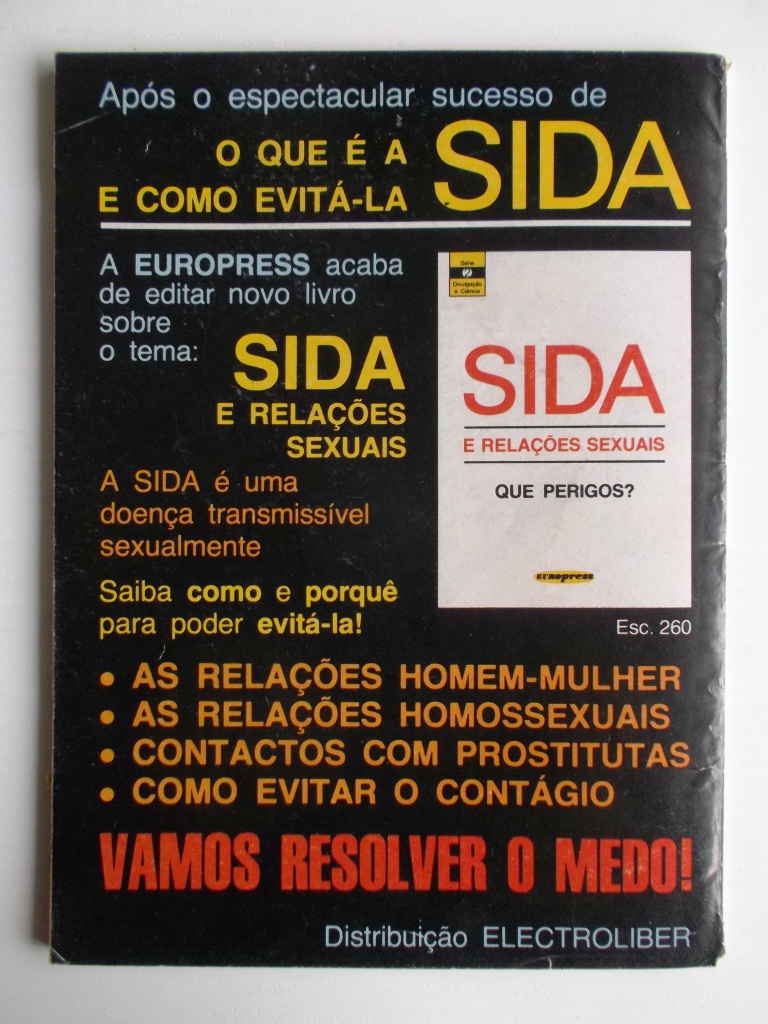 Após o espectacular sucesso de
O QUE É A
E COMO EVITÁ-LA
SIDA
A EUROPRESS acaba
de editar novo livro
sobre
o tema:
SIDA
E RELAÇÕES
SEXUAIS
A SIDA é uma
doença transmissível
sexualmente
Saiba como e porquê
para poder evitá-la!
Série
2
Divulgação
e Ciência
SIDA
E RELAÇÕES SEXUAIS
QUE PERIGOS?
EUROpress
Esc. 260
• AS RELAÇÕES HOMEM-MULHER
• AS RELAÇÕES HOMOSSEXUAIS
• CONTACTOS COM PROSTITUTAS
• COMO EVITAR O CONTÁGIO
VAMOS RESOLVER O MEDO!
Distribuição ELECTROLIBER